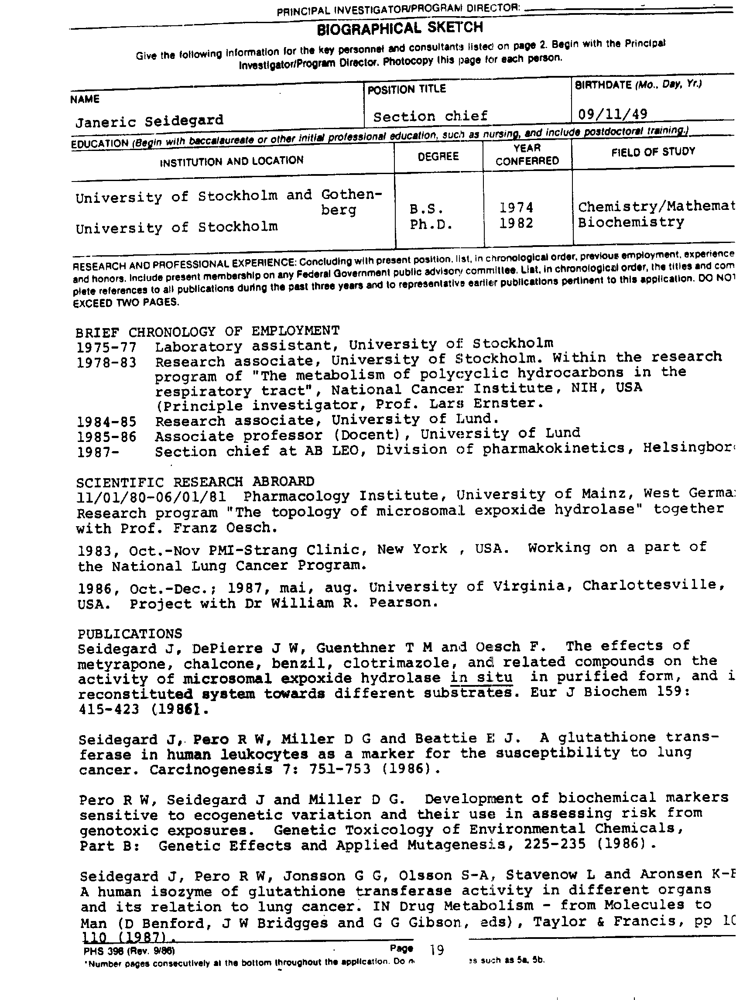 PRINCIPAL INVESTIGATOR/PROGRAM DIRECTOR:
BIOGRAPHICAL SKETCH
Give the following information for the key personnel and consultants listed on page 2. Begin with the Principal
Investigator/Program Director. Photocopy this page for each person.
NAME POSITION TITLE BIRTHDATE (Mo., Day, Yr.)
Janeric Seidegard Section chief 09/11/49
EDUCATION (Begin with baccalaureate or other initial professional education, such as nursing, and include postdoctoral training.)
INSTITUTION AND LOCATION DEGREE YEAR CONFERRED FIELD OF STUDY
University of Stockholm and Gothen-
berg B.S. 1974 Chemistry/Mathemat
University of Stockholm Ph.D. 1982 Biochemistry
RESEARCH AND PROFESSIONAL EXPERIENCE: Concluding with present position, list, in chronological order, previous employment, experience
and honors. Include present membership on any Federal Government public advisory committee. List, in chronological order, the titles and com
plete references to all publications during the past three years and to representative earlier publications pertinent to this application. DO NOT
EXCEED TWO PAGES.
BRIEF CHRONOLOGY OF EMPLOYMENT
1975-77 Laboratory assistant, University of Stockholm
1978-83 Research associate, University of Stockholm. Within the research
program of "The metabolism of polycyclic hydrocarbons in the
respiratory tract", National Cancer Institute, NIH, USA
(Principle investigator, Prof. Lars Ernster.
1984-85 Research associate, University of Lund.
1985-86 Associate professor (Docent), University of Lund
1987- Section chief at AB LEO, Division of pharmakokinetics, Helsingbor
SCIENTIFIC RESEARCH ABROARD
11/01/80-06/01/81 Pharmacology Institute, University of Mainz, West Germa
Research program "The topology of microsomal expoxide hydrolase" together
with Prof. Franz Oesch.
1983, Oct.-Nov PMI-Strang Clinic, New York , USA. Working on a part of
the National Lung Cancer Program.
1986, Oct.-Dec.; 1987, mai, aug. University of Virginia, Charlottesville,
USA. Project with Dr William R. Pearson.
PUBLICATIONS
Seidegard J, DePierre J W, Guenthner T M and Oesch F. The effects of
metyrapone, chalcone, benzil, clotrimazole, and related compounds on the
activity of microsomal expoxide hydrolase in situ in purified form, and i
reconstituted system towards different substrates. Eur J Biochem 159:
415-423 (1986).
Seidegard J, Pero R W, Miller D G and Beattie E J. A glutathione trans-
ferase in human leukocytes as a marker for the susceptibility to lung
cancer. Carcinogenesis 7: 751-753 (1986).
Pero R W, Seidegard J and Miller D G. Development of biochemical markers
sensitive to ecogenetic variation and their use in assessing risk from
genotoxic exposures. Genetic Toxicology of Environmental Chemicals,
Part B: Genetic Effects and Applied Mutagenesis, 225-235 (1986).
Seidegard J, Pero R W, Jonsson G G, Olsson S-A, Stavenow L and Aronsen K-F
A human isozyme of glutathione transferase activity in different organs
and its relation to lung cancer. IN Drug Metabolism - from Molecules to
Man (D Benford, J W Bridgges and G G Gibson, eds), Taylor & Francis, pp 10
110 (1987).
PHS 398 (Rev. 9/86) Page 19
*Number pages consecutively at the bottom throughout the application. Do n es such as 5a, 5b.